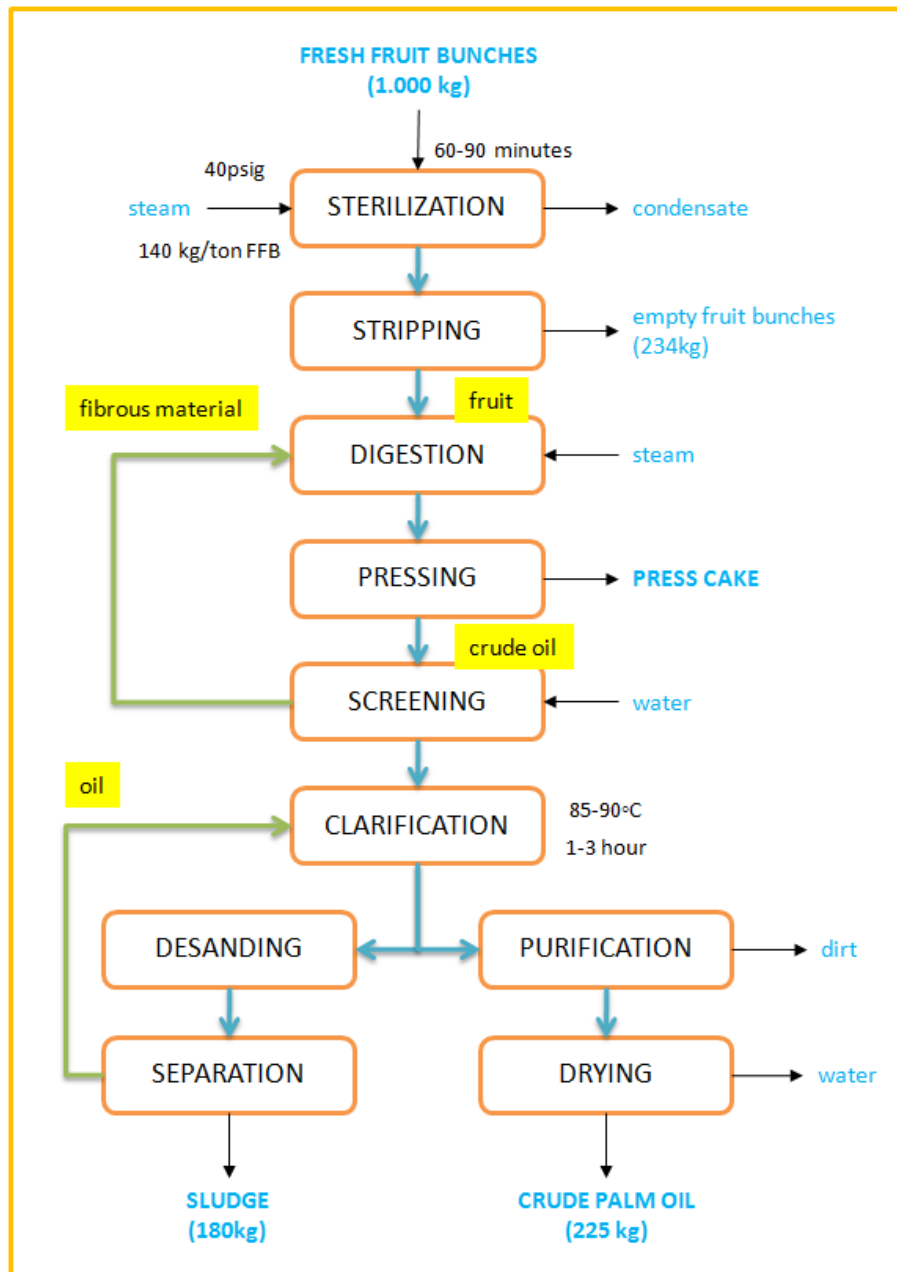 FRESH FRUIT BUNCHES
(1.000 kg)
60-90 minutes
40psig
steam
STERILIZATION
condensate
140 kg/ton FFB
STRIPPING
empty fruit bunches
(234kg)
fibrous material
fruit
DIGESTION
steam
PRESSING
PRESS CAKE
crude oil
SCREENING
water
oil
CLARIFICATION
85-90°C
1-3 hour
DESANDING
PURIFICATION
dirt
SEPARATION
DRYING
water
SLUDGE
(180kg)
CRUDE PALM OIL
(225 kg)